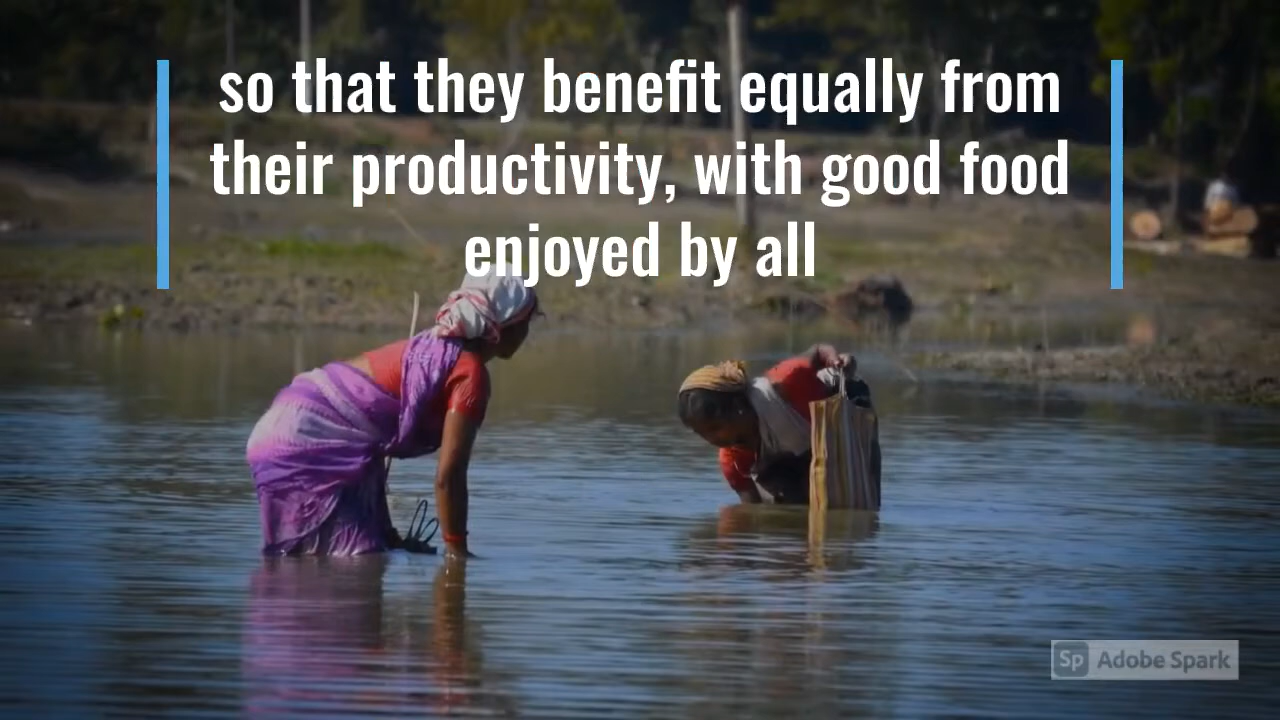 so that they benefit equally from
their productivity, with good food
enjoyed by all
Sp Adobe Spark